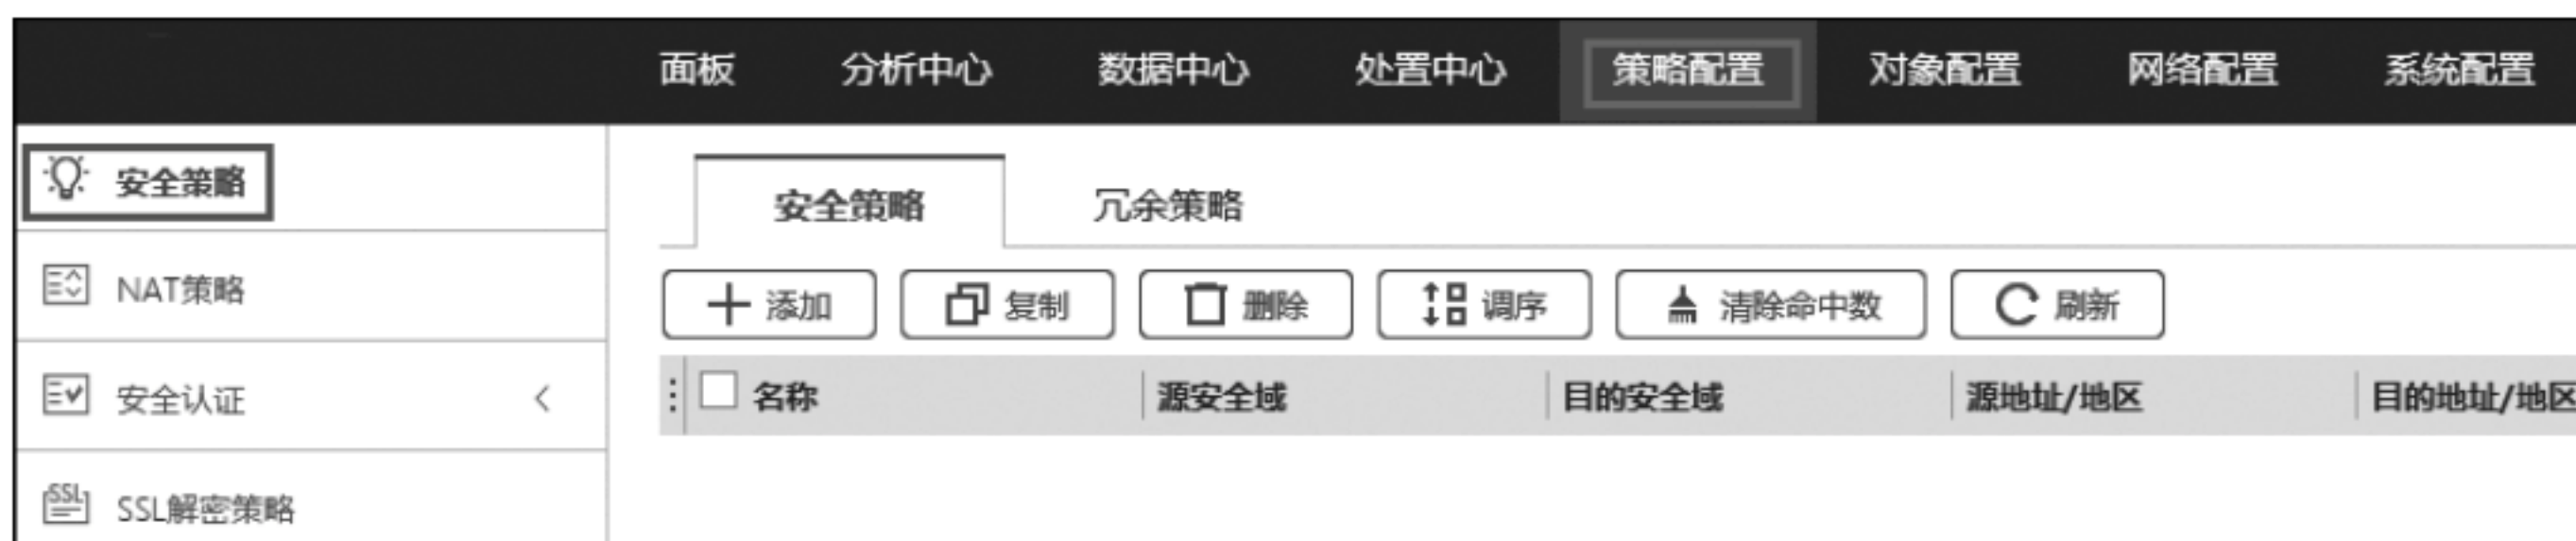 面板 分析中心 数据中心 处置中心 策略配置 对象配置 网络配置 系统配置
安全策略
NAT策略
安全认证
SSL解密策略
安全策略 冗余策略
添加 复制 删除 调序 清除命中数 刷新
名称 源安全域 目的安全域 源地址/地区 目的地址/地区